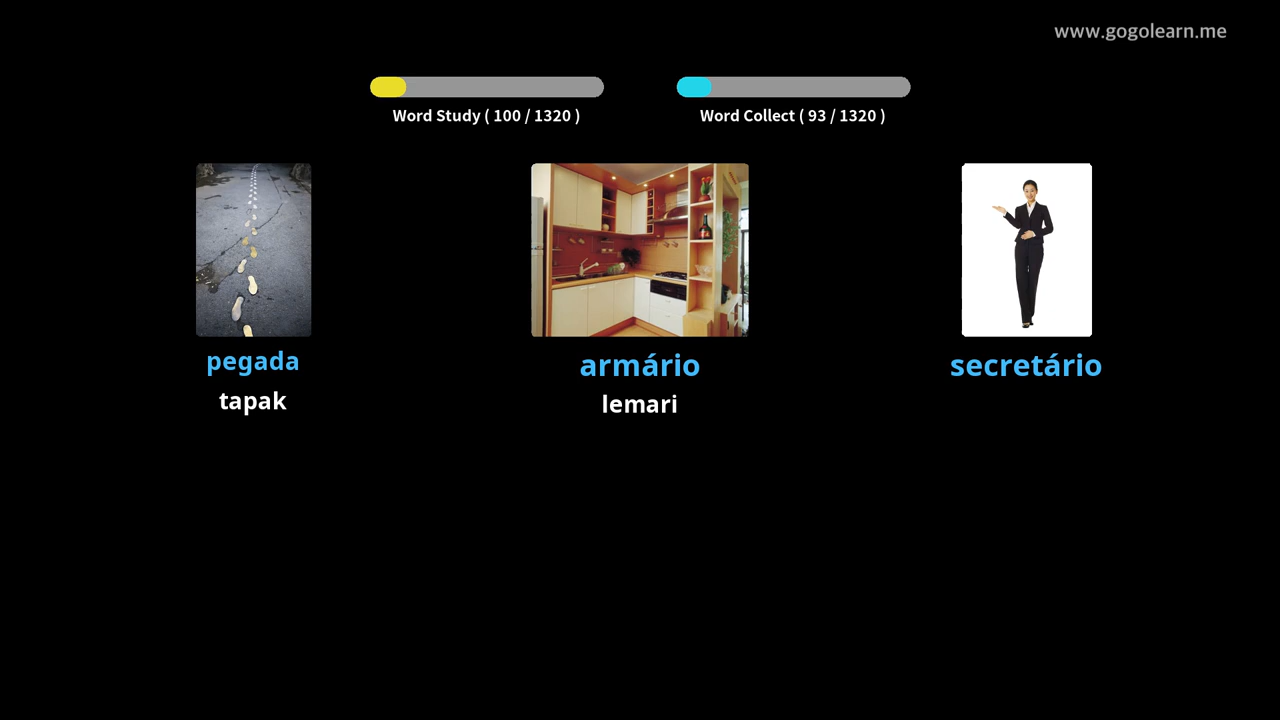 www.gogolearn.me
Word Study ( 100 / 1320 )
Word Collect ( 93 / 1320 )
pegada
armário
secretário
tapak
lemari